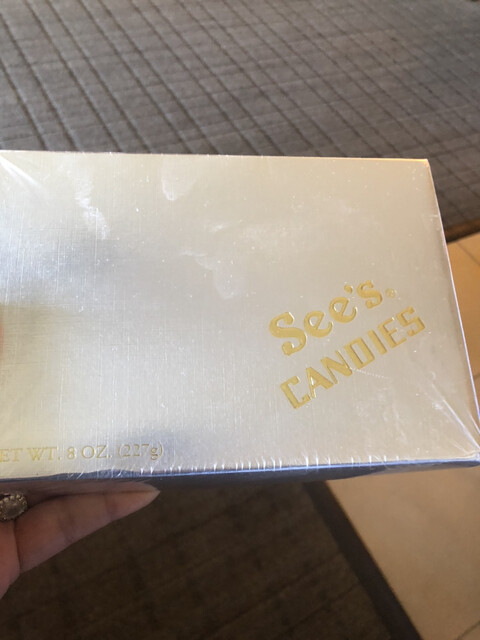 See's®
CANDIES
ET WT. 8 OZ. (227g)